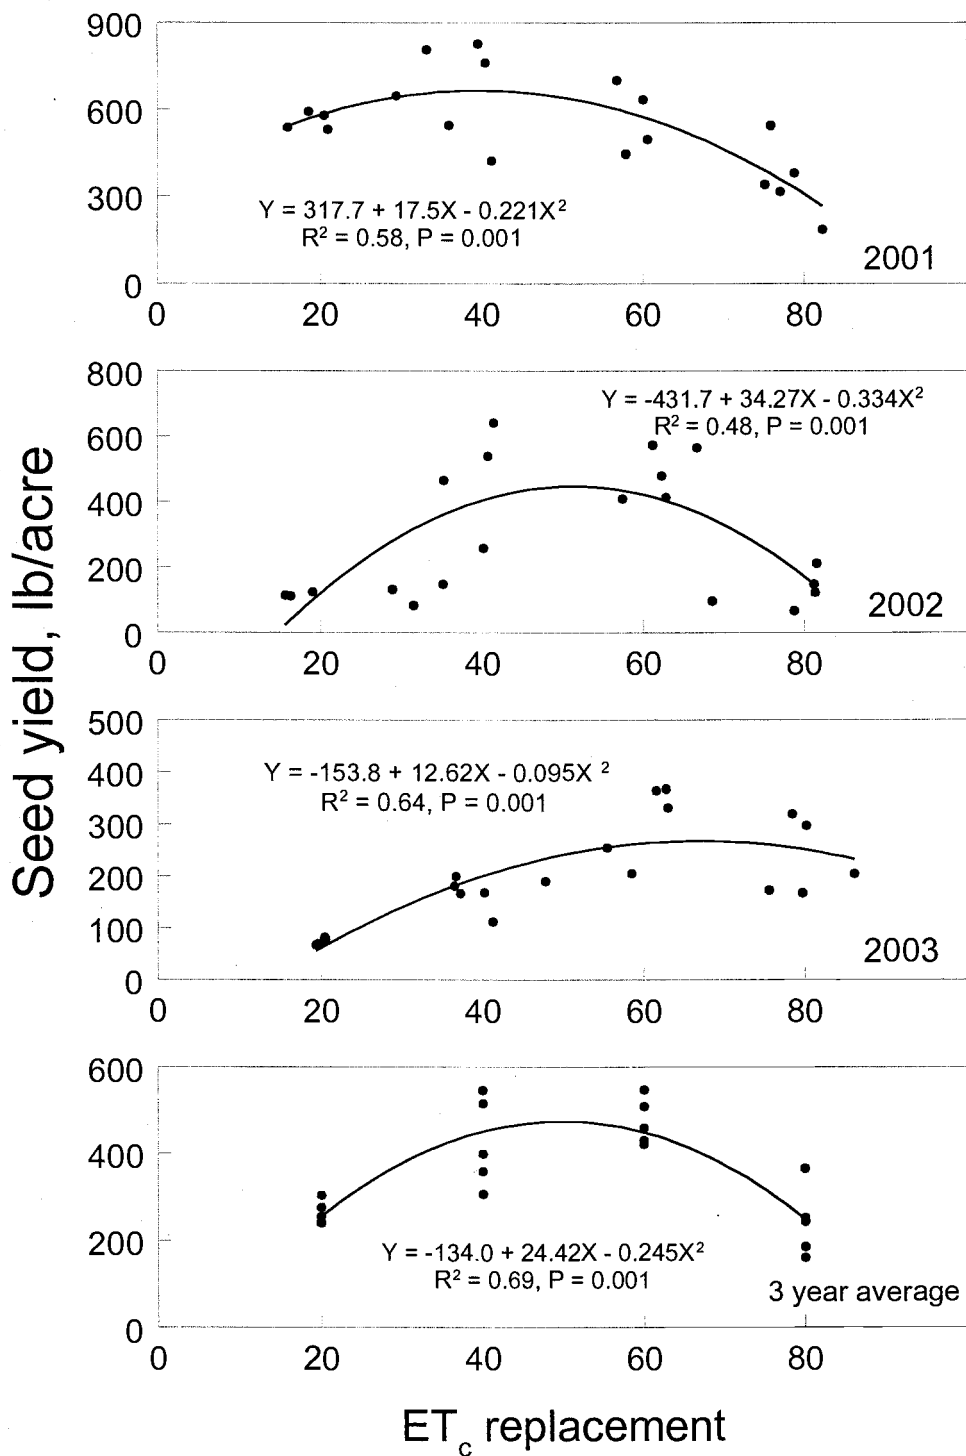 Seed yield, lb/acre
900
600
300
0
Y = 317.7 + 17.5X - 0.221X²
R² = 0.58, P = 0.001
2001
0 20 40 60 80
800
600
400
200
0
Y = -431.7 + 34.27X - 0.334X²
R² = 0.48, P = 0.001
2002
0 20 40 60 80
500
400
300
200
100
0
Y = -153.8 + 12.62X - 0.095X ²
R² = 0.64, P = 0.001
2003
0 20 40 60 80
600
400
200
0
Y = -134.0 + 24.42X - 0.245X²
R² = 0.69, P = 0.001
3 year average
0 20 40 60 80
ETc replacement